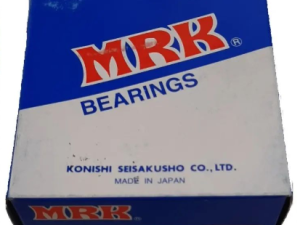 MRK®
BEARINGS
KONISHI SEISAKUSHO CO., LTD.
MADE IN JAPAN
MRK®